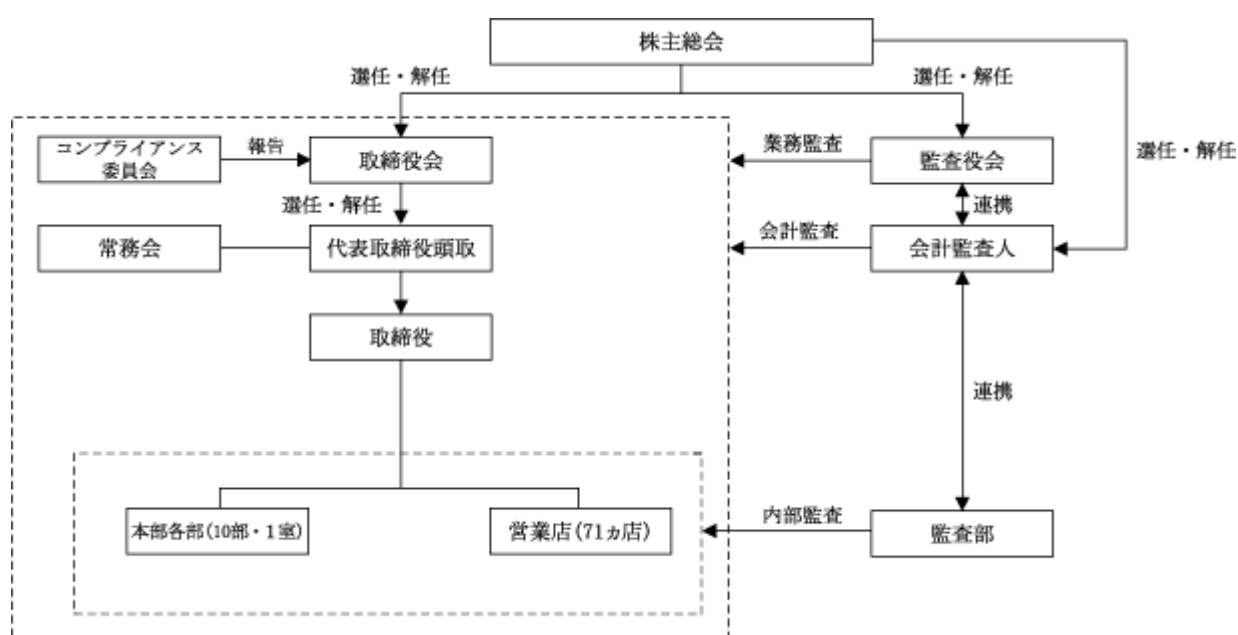 株主総会
選任・解任
選任・解任
コンプライアンス
委員会
報告
取締役会
業務監査
監査役会
選任・解任
選任・解任
連携
常務会
代表取締役頭取
会計監査
会計監査人
取締役
連携
本部各部(10部・1室)
営業店(71ヵ店)
内部監査
監査部